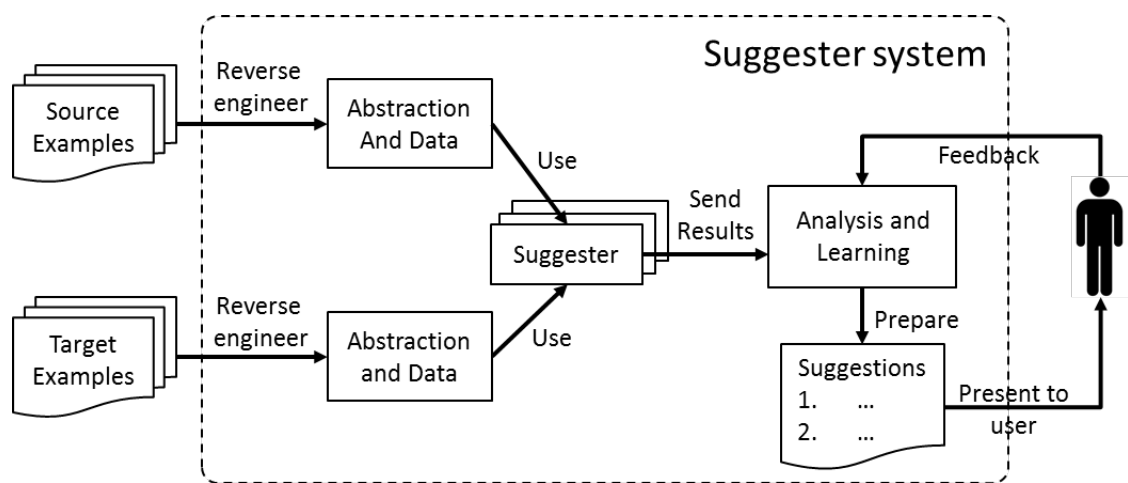 Suggester system
Source
Examples
Reverse
engineer
Abstraction
And Data
Use
Target
Examples
Reverse
engineer
Abstraction
and Data
Use
Suggester
Send
Results
Analysis and
Learning
Feedback
Prepare
Suggestions
1. ...
2. ...
Present to
user